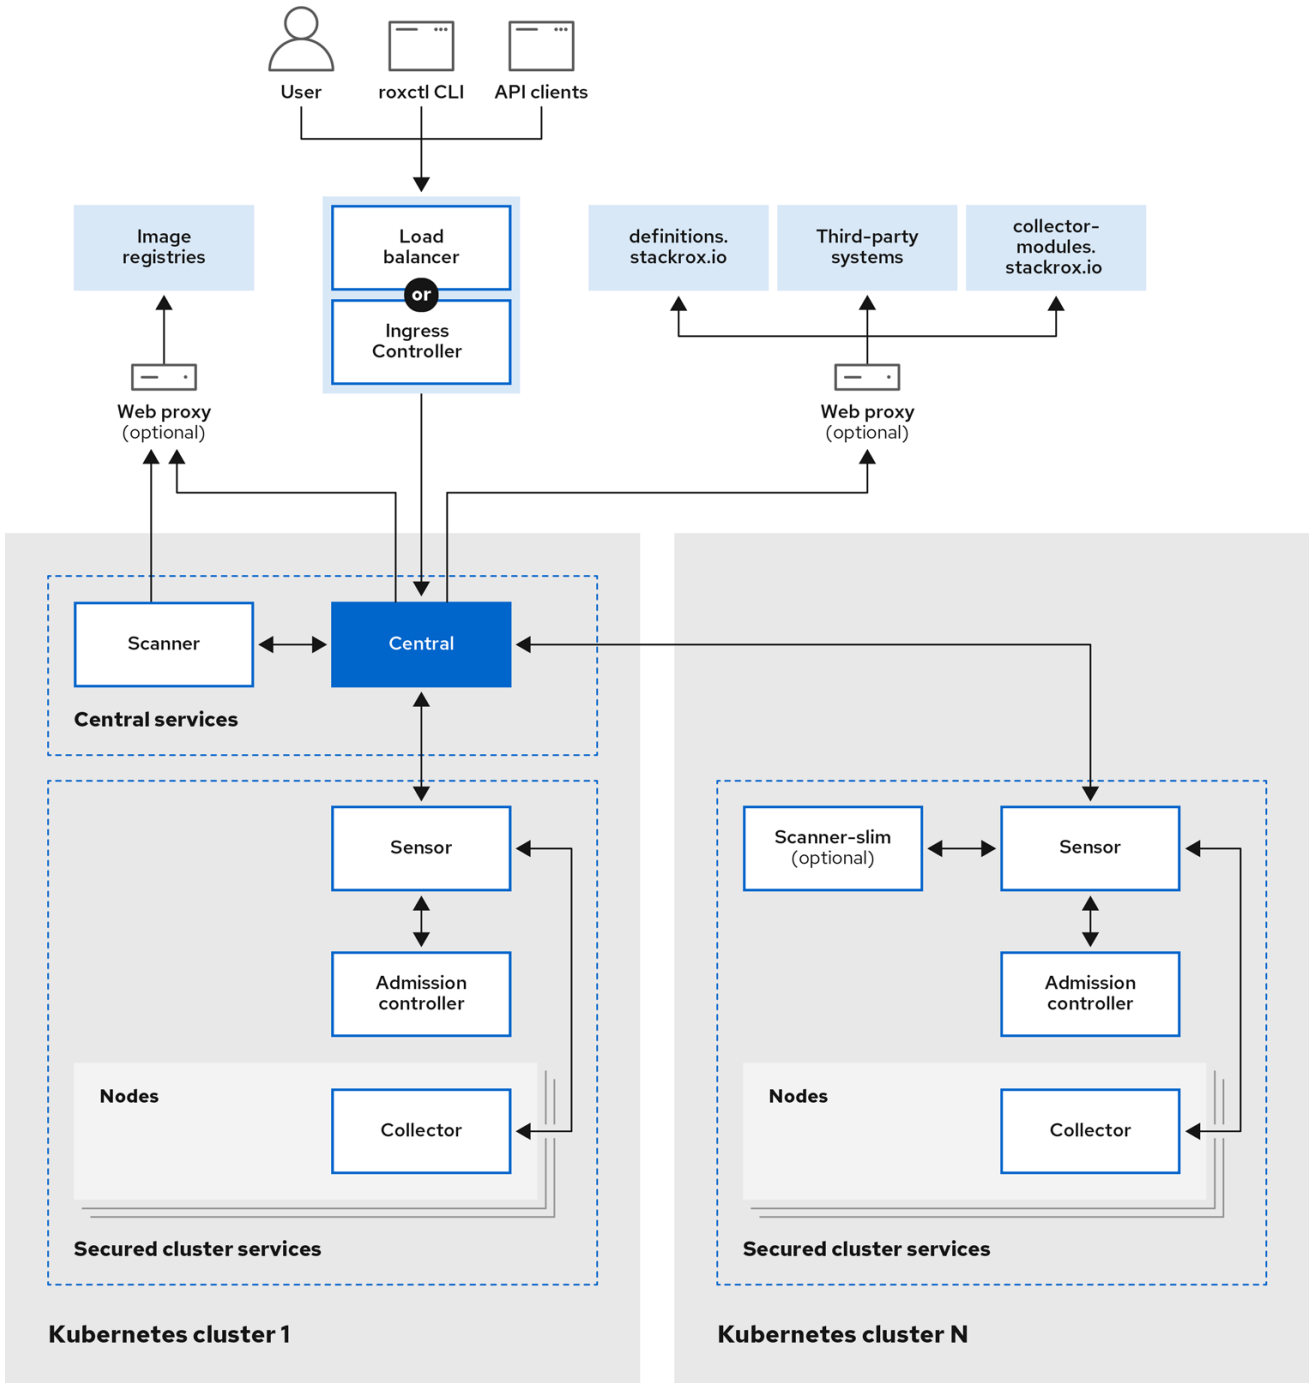 User
roxctl CLI
API clients
Image
registries
Load
balancer
or
Ingress
Controller
definitions.
stackrox.io
Third-party
systems
collector-
modules.
stackrox.io
Web proxy
(optional)
Web proxy
(optional)
Scanner
Central
Central services
Sensor
Admission
controller
Nodes
Collector
Secured cluster services
Kubernetes cluster 1
Scanner-slim
(optional)
Sensor
Admission
controller
Nodes
Collector
Secured cluster services
Kubernetes cluster N